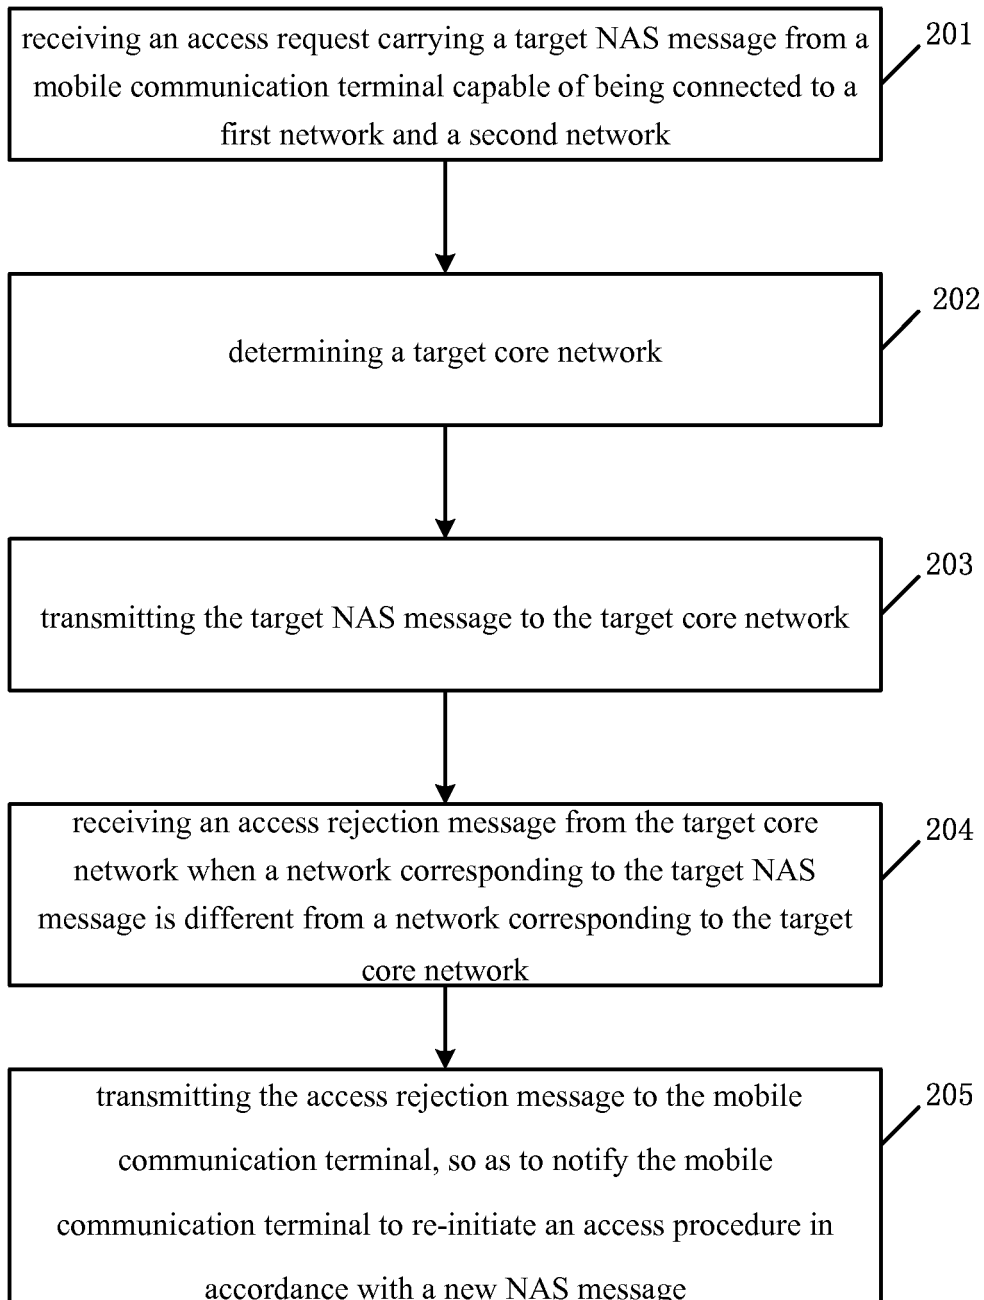 receiving an access request carrying a target NAS message from a
mobile communication terminal capable of being connected to a
first network and a second network
201
determining a target core network
202
transmitting the target NAS message to the target core network
203
receiving an access rejection message from the target core
network when a network corresponding to the target NAS
message is different from a network corresponding to the target
core network
204
transmitting the access rejection message to the mobile
communication terminal, so as to notify the mobile
communication terminal to re-initiate an access procedure in
accordance with a new NAS message
205